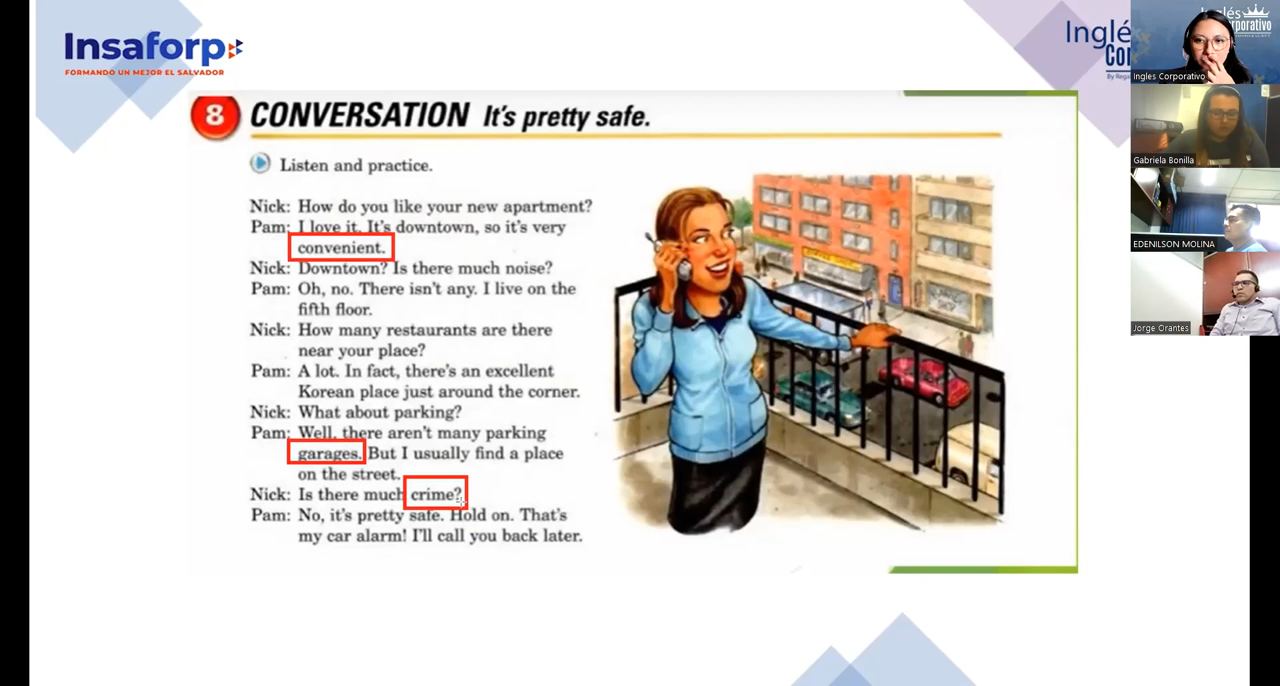 Insaforp
FORMANDO UN MEJOR EL SALVADOR
Inglés
Corporativo
Ingles Corporativo
Gabriela Bonilla
EDENILSON MOLINA
Jorge Orantes
8 CONVERSATION It's pretty safe.
Listen and practice.
Nick: How do you like your new apartment?
Pam: I love it. It's downtown, so it's very
convenient.
Nick: Downtown? Is there much noise?
Pam: Oh, no. There isn't any. I live on the
fifth floor.
Nick: How many restaurants are there
near your place?
Pam: A lot. In fact, there's an excellent
Korean place just around the corner.
Nick: What about parking?
Pam: Well, there aren't many parking
garages. But I usually find a place
on the street.
Nick: Is there much crime?
Pam: No, it's pretty safe. Hold on. That's
my car alarm! I'll call you back later.